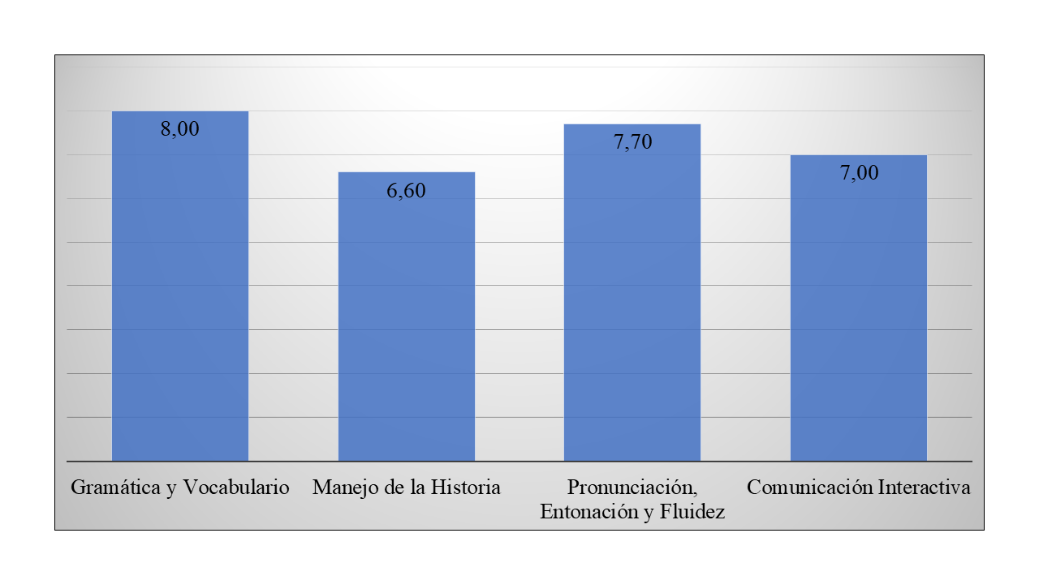 8,00
6,60
7,70
7,00
Gramática y Vocabulario
Manejo de la Historia
Pronunciación,
Entonación y Fluidez
Comunicación Interactiva